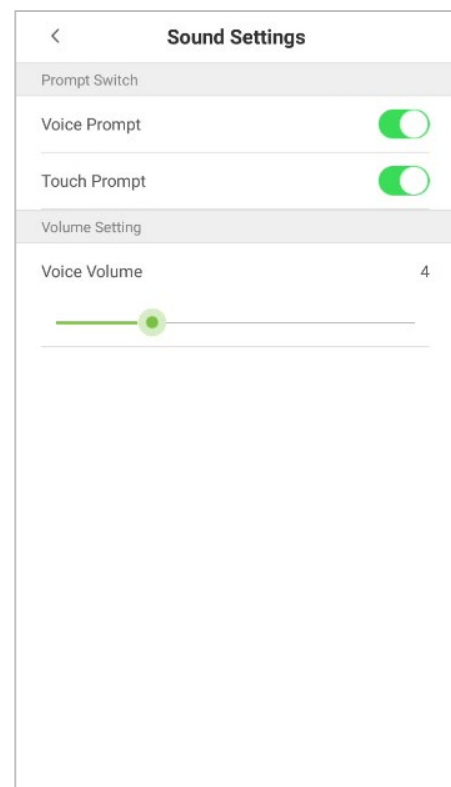 Sound Settings
Prompt Switch
Voice Prompt
Touch Prompt
Volume Setting
Voice Volume 4